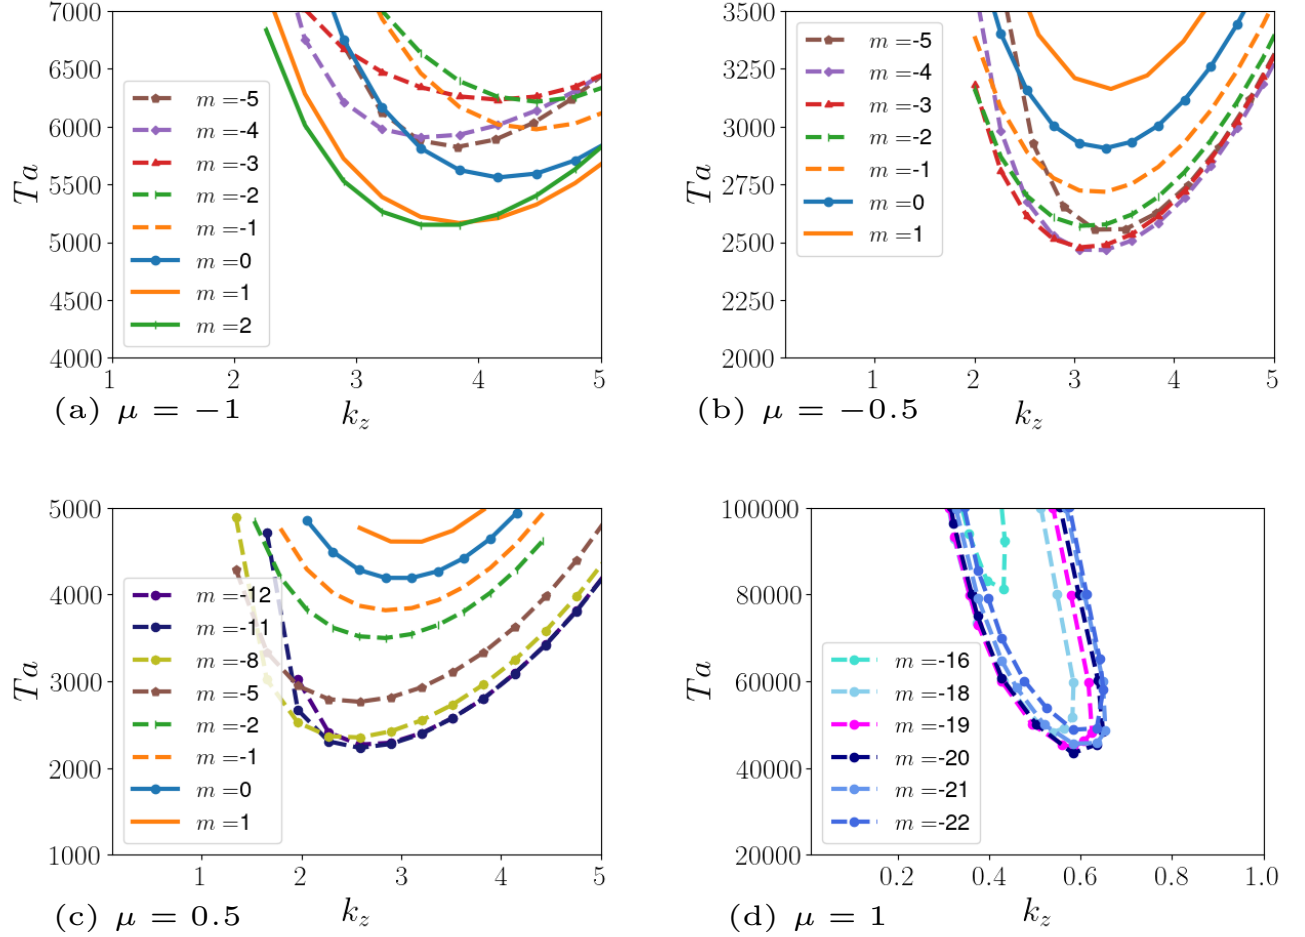 7000
6500
6000
5500
5000
4500
4000
Ta
m =-5
m =-4
m =-3
m =-2
m =-1
m =0
m =1
m =2
1 2 3 4 5
(a) μ = −1
k_z
3500
3250
3000
2750
2500
2250
2000
Ta
m =-5
m =-4
m =-3
m =-2
m =-1
m =0
m =1
1 2 3 4 5
(b) μ = −0.5
k_z
5000
4000
3000
2000
1000
Ta
m =-12
m =-11
m =-8
m =-5
m =-2
m =-1
m =0
m =1
1 2 3 4 5
(c) μ = 0.5
k_z
100000
80000
60000
40000
20000
Ta
m =-16
m =-18
m =-19
m =-20
m =-21
m =-22
0.2 0.4 0.6 0.8 1.0
(d) μ = 1
k_z